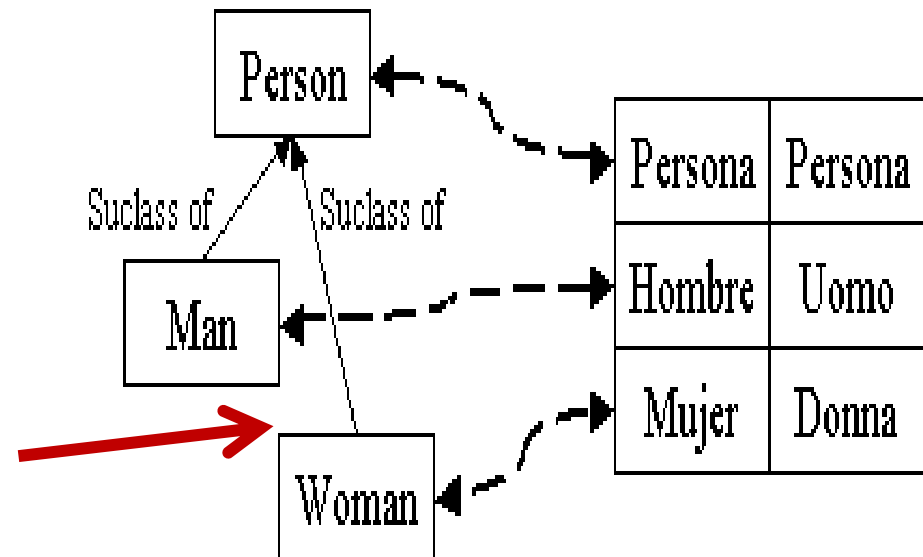 Person
Persona Persona
Suclass of Suclass of
Hombre Uomo
Man
Mujer Donna
Woman